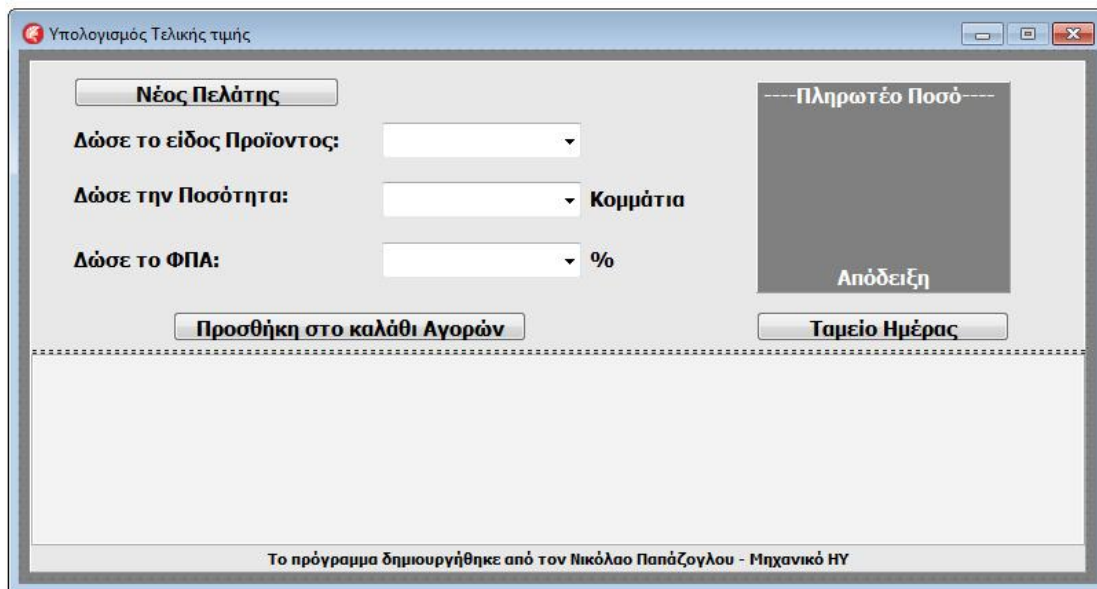 Υπολογισμός Τελικής τιμής
Νέος Πελάτης
----Πληρωτέο Ποσό----
Δώσε το είδος Προϊοντος:
Δώσε την Ποσότητα:
Κομμάτια
Δώσε το ΦΠΑ:
%
Απόδειξη
Προσθήκη στο καλάθι Αγορών
Ταμείο Ημέρας
Το πρόγραμμα δημιουργήθηκε από τον Νικόλαο Παπάζογλου - Μηχανικό ΗΥ